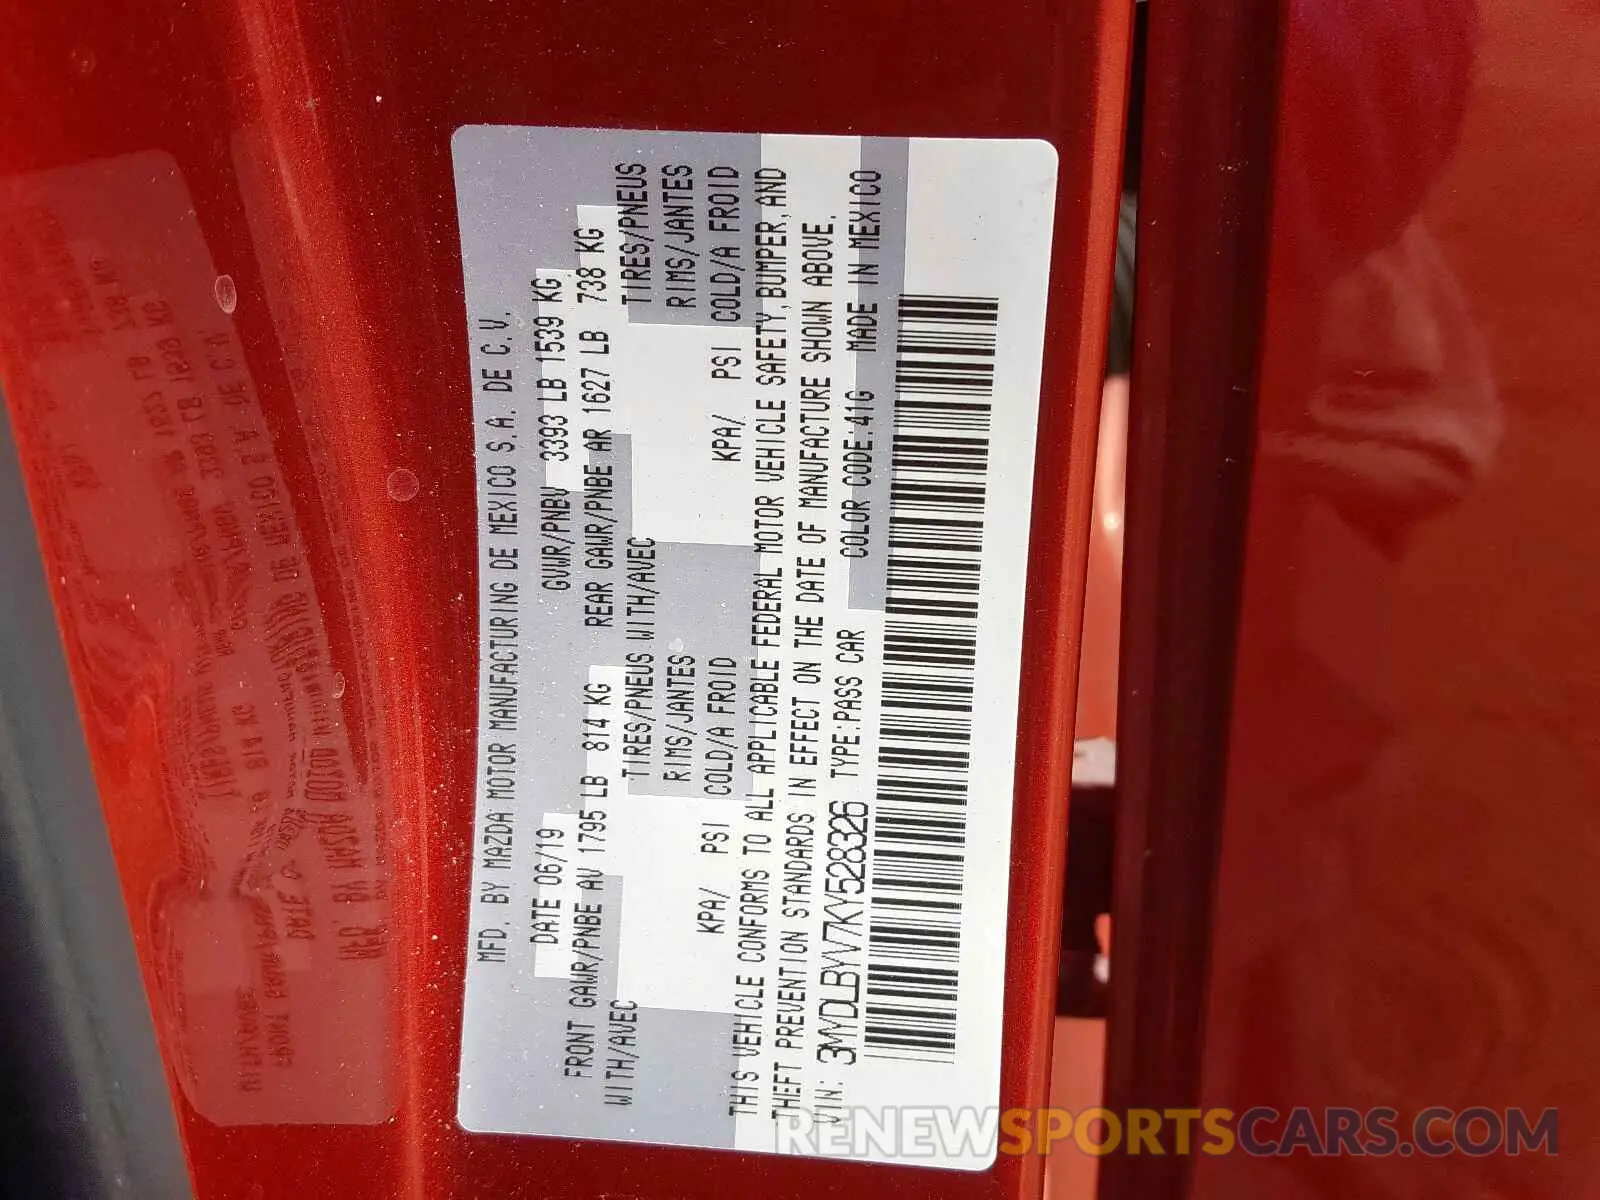 MFD. BY MAZDA MOTOR MANUFACTURING DE MEXICO S.A. DE C.V.
DATE 06/19 GVWR/PNBV 3393 LB 1539 KG
FRONT GAWR/PNBE AV 1795 LB 814 KG REAR GAWR/PNBE AR 1627 LB 738 KG
WITH/AVEC TIRES/PNEUS WITH/AVEC TIRES/PNEUS
RIMS/JANTES RIMS/JANTES
KPA/ PSI COLD/A FROID KPA/ PSI COLD/A FROID
THIS VEHICLE CONFORMS TO ALL APPLICABLE FEDERAL MOTOR VEHICLE SAFETY, BUMPER, AND
THEFT PREVENTION STANDARDS IN EFFECT ON THE DATE OF MANUFACTURE SHOWN ABOVE.
VIN: 3MYDLBYV7KY528326 TYPE:PASS CAR COLOR CODE:41G MADE IN MEXICO
RENEWSPORTSCARS.COM